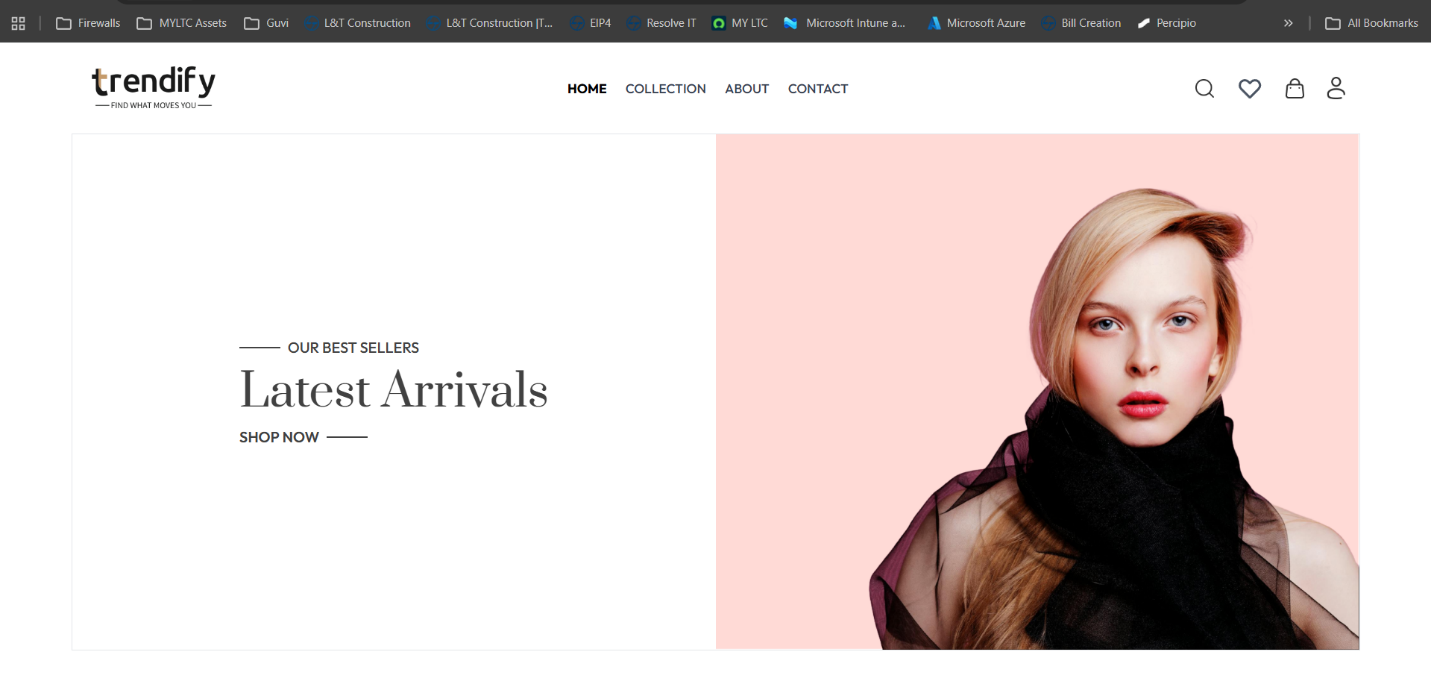 Firewalls MYLTC Assets Guvi L&T Construction L&T Construction |T... EIP4 Resolve IT MY LTC Microsoft Intune a... Microsoft Azure Bill Creation Percipio » All Bookmarks
trendify
FIND WHAT MOVES YOU
HOME COLLECTION ABOUT CONTACT
OUR BEST SELLERS
Latest Arrivals
SHOP NOW